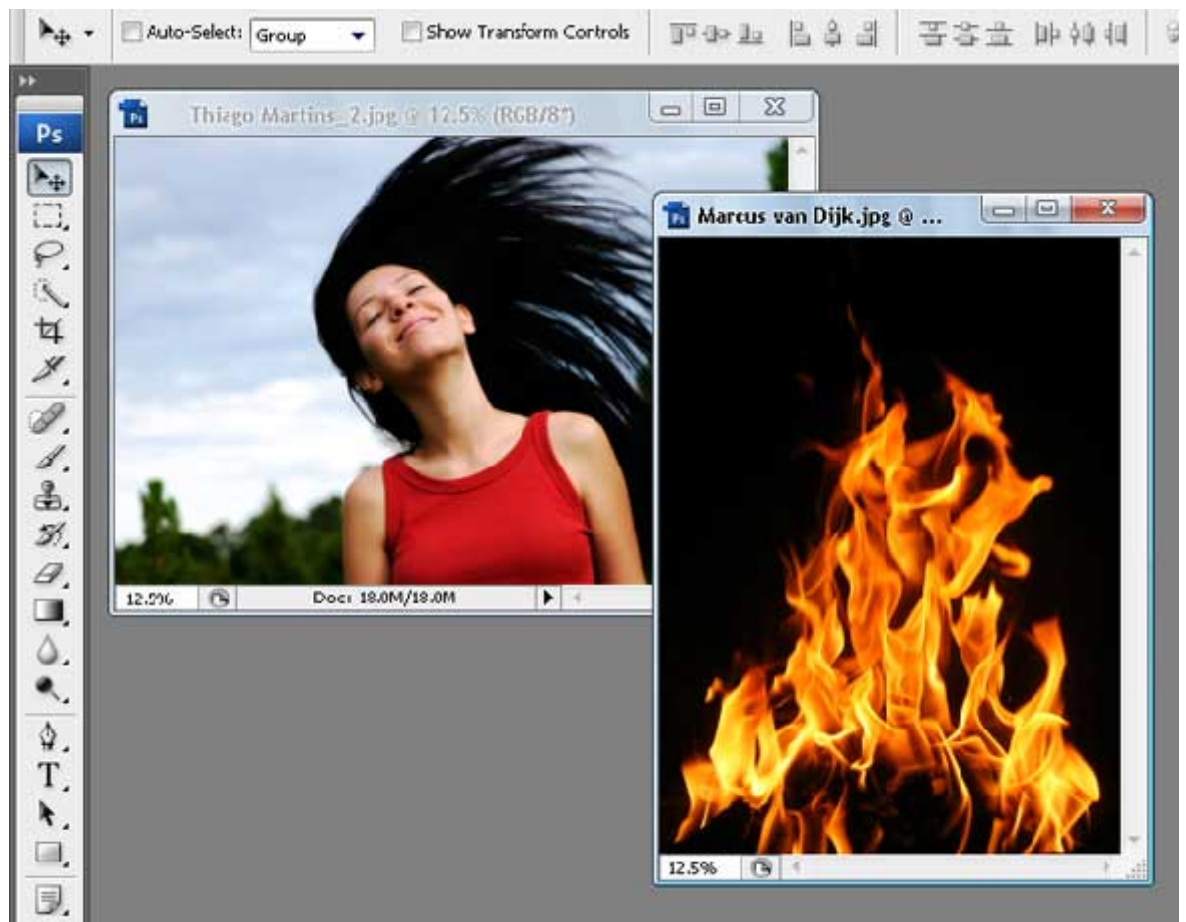 Auto-Select: Group Show Transform Controls
Ps
Thiago Martins_2.jpg @ 12.5% (RGB/8*)
Marcus van Dijk.jpg @ ...
12.5% Doc: 18.0M/18.0M
T
12.5%